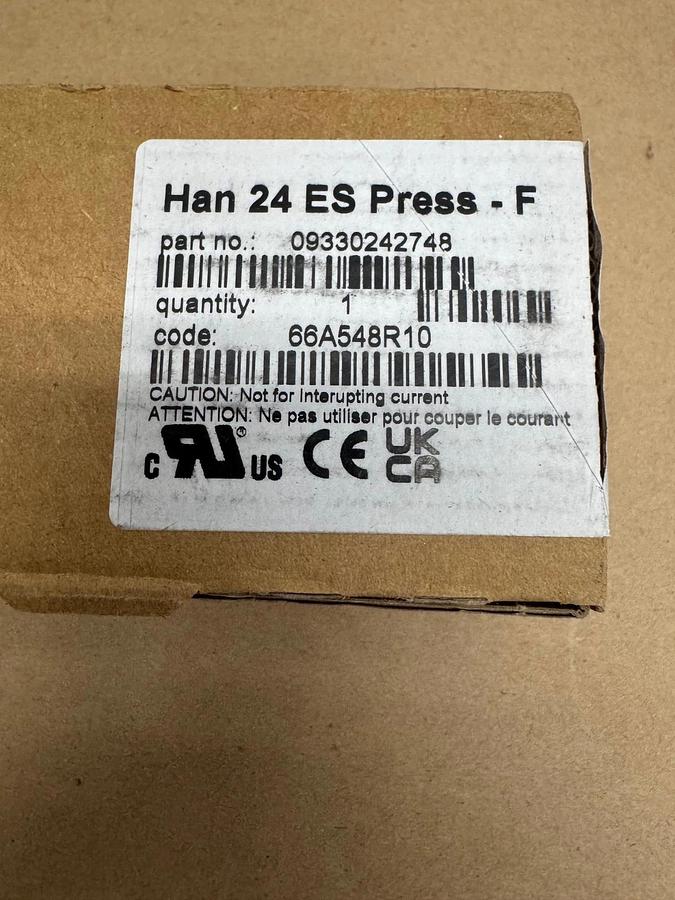 Han 24 ES Press - F
part no.: 09330242748
quantity: 1
code: 66A548R10
CAUTION: Not for interupting current
ATTENTION: Ne pas utiliser pour couper le courant
C RU® US CE UK
CA